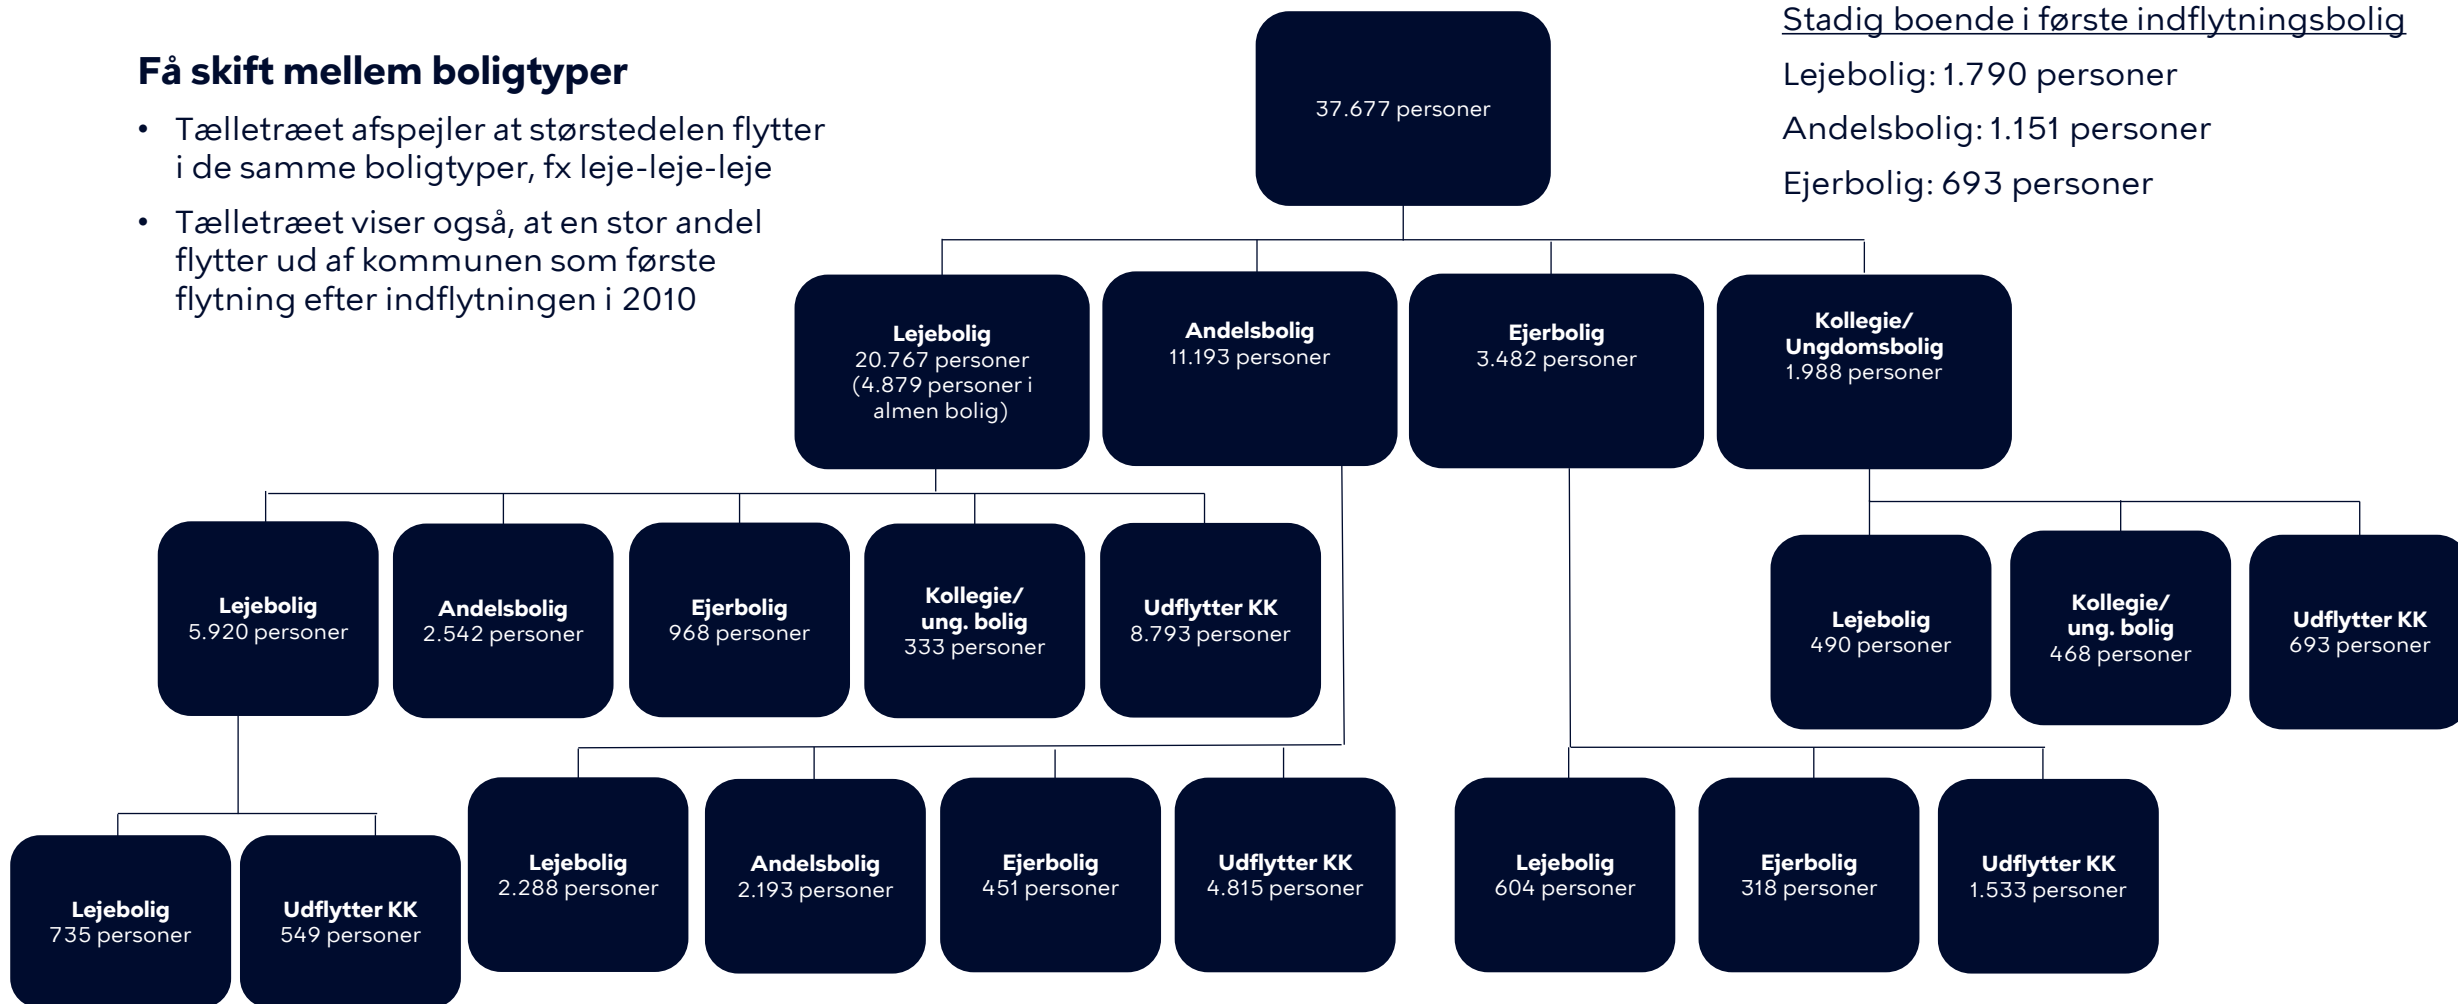 Få skift mellem boligtyper
• Tælletræet afspejler at størstedelen flytter
i de samme boligtyper, fx leje-leje-leje
• Tælletræet viser også, at en stor andel
flytter ud af kommunen som første
flytning efter indflytningen i 2010
37.677 personer
Stadig boende i første indflytningsbolig
Lejebolig: 1.790 personer
Andelsbolig: 1.151 personer
Ejerbolig: 693 personer
Lejebolig
20.767 personer
(4.879 personer i
almen bolig)
Andelsbolig
11.193 personer
Ejerbolig
3.482 personer
Kollegie/
Ungdomsbolig
1.988 personer
Lejebolig
5.920 personer
Andelsbolig
2.542 personer
Ejerbolig
968 personer
Kollegie/
ung. bolig
333 personer
Udflytter KK
8.793 personer
Lejebolig
490 personer
Kollegie/
ung. bolig
468 personer
Udflytter KK
693 personer
Lejebolig
735 personer
Udflytter KK
549 personer
Lejebolig
2.288 personer
Andelsbolig
2.193 personer
Ejerbolig
451 personer
Udflytter KK
4.815 personer
Lejebolig
604 personer
Ejerbolig
318 personer
Udflytter KK
1.533 personer